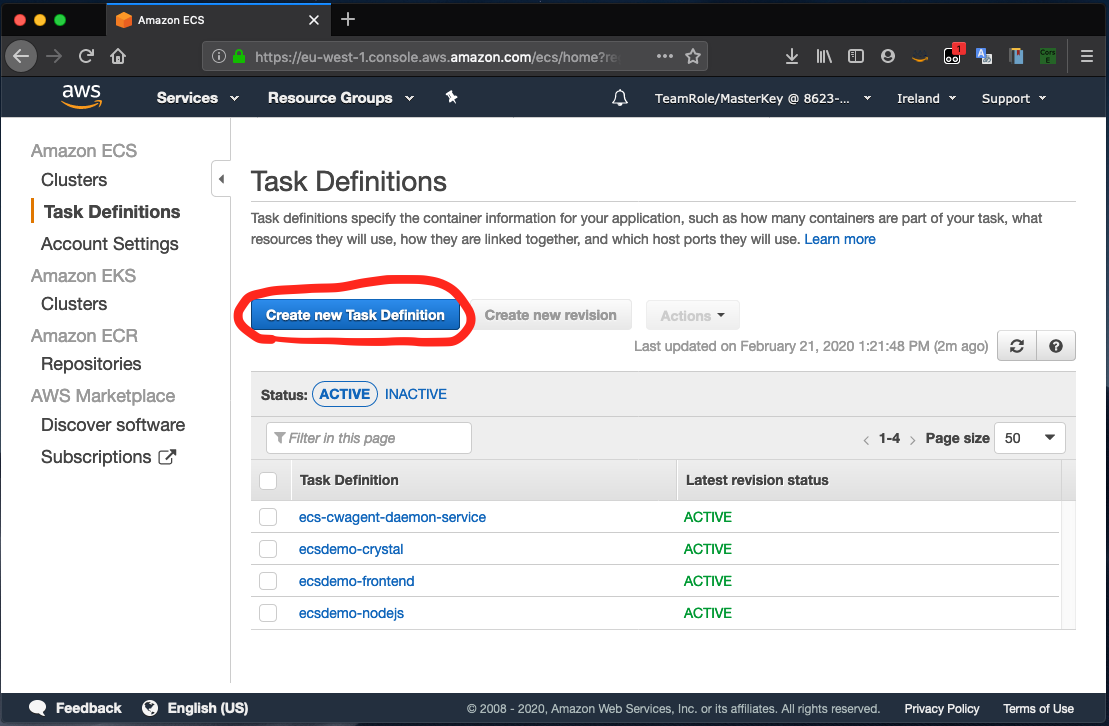 Amazon ECS
https://eu-west-1.console.aws.amazon.com/ecs/home?re
1
aws
Services
Resource Groups
TeamRole/MasterKey @ 8623-...
Ireland
Support
Amazon ECS
Clusters
Task Definitions
Account Settings
Amazon EKS
Clusters
Amazon ECR
Repositories
AWS Marketplace
Discover software
Subscriptions
Task Definitions
Task definitions specify the container information for your application, such as how many containers are part of your task, what
resources they will use, how they are linked together, and which host ports they will use. Learn more
Create new Task Definition
Create new revision
Actions
Last updated on February 21, 2020 1:21:48 PM (2m ago)
Status: ACTIVE INACTIVE
Filter in this page
1-4 Page size 50
Task Definition Latest revision status
ecs-cwagent-daemon-service ACTIVE
ecsdemo-crystal ACTIVE
ecsdemo-frontend ACTIVE
ecsdemo-nodejs ACTIVE
Feedback
English (US)
© 2008 - 2020, Amazon Web Services, Inc. or its affiliates. All rights reserved.
Privacy Policy
Terms of Use